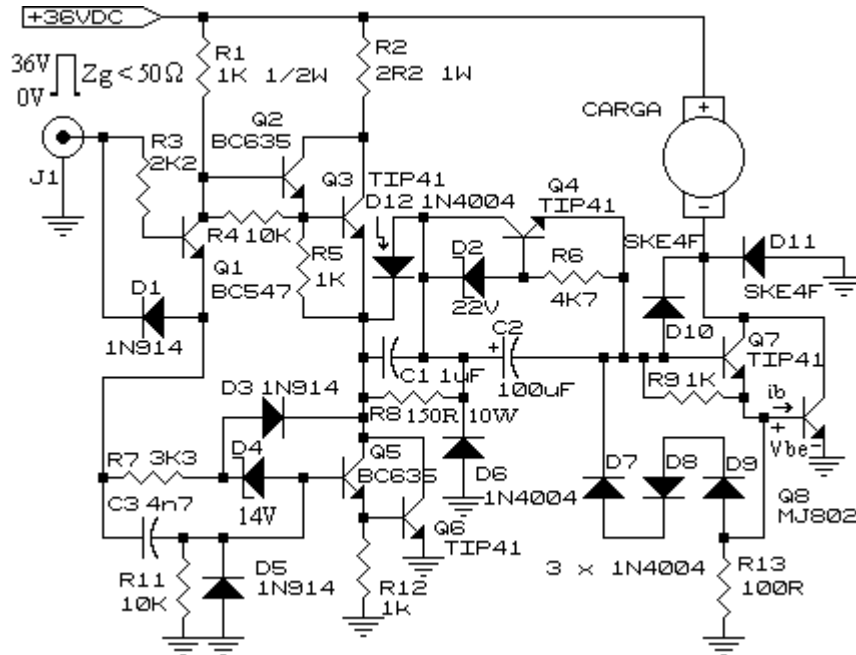 +36VDC
36V
0V
Zg < 50Ω
J1
R1
1K 1/2W
R2
2R2 1W
R3
2K2
Q2
BC635
Q3
TIP41
R4 10K
R5
1K
Q1
BC547
D1
1N914
D12 1N4004
Q4
TIP41
D2
22V
R6
4K7
CARGA
+
-
SKE4F
D11
SKE4F
D10
C1 1uF
+
C2
100uF
Q7
TIP41
R9 1K
ib
+
Vbe
-
D3 1N914
R8 150R 10W
R7 3K3
D4
14V
Q5
BC635
D6
1N4004
D7
D8
D9
Q8
MJ802
C3 4n7
Q6
TIP41
R11
10K
D5
1N914
R12
1k
3 x 1N4004
R13
100R